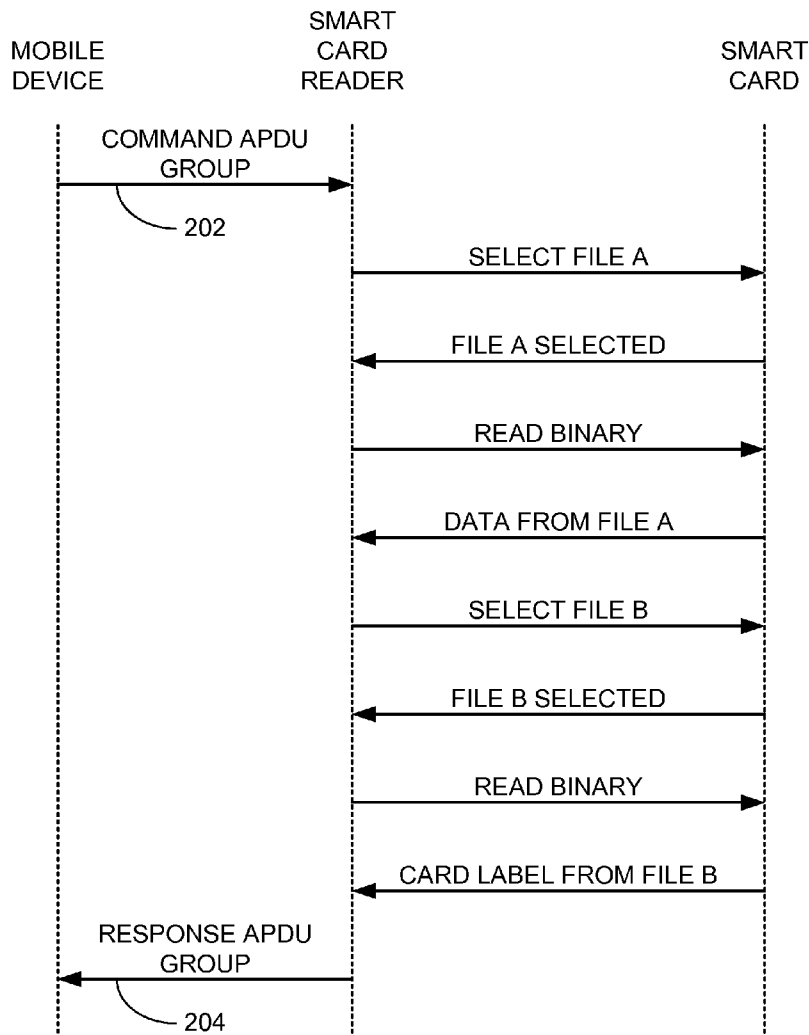 MOBILE
DEVICE
SMART
CARD
READER
SMART
CARD
COMMAND APDU
GROUP
202
SELECT FILE A
FILE A SELECTED
READ BINARY
DATA FROM FILE A
SELECT FILE B
FILE B SELECTED
READ BINARY
CARD LABEL FROM FILE B
RESPONSE APDU
GROUP
204